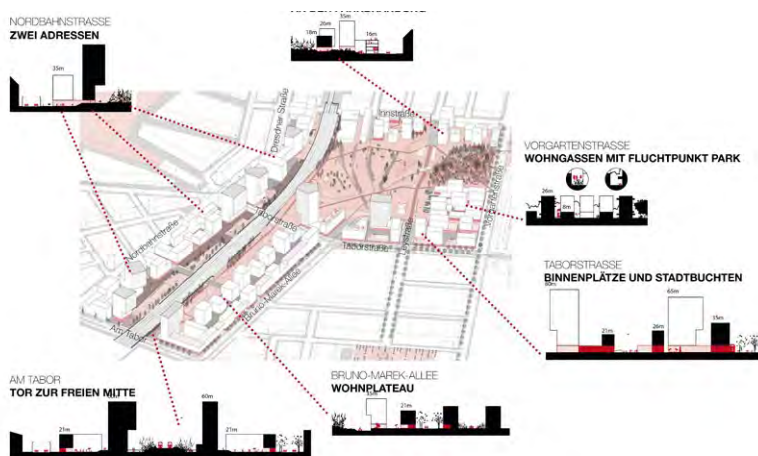 NORDBAHNSTRASSE
ZWEI ADRESSEN
35m
26m
35m
18m
16m
Dresdner Straße
Innstraße
VORGARTENSTRASSE
WOHNGASSEN MIT FLUCHTPUNKT PARK
26m
8m
Nordbahnstraße
Taborstraße
Taborstraße
Bruno-Marek-Allee
Am Tabor
TABORSTRASSE
BINNENPLÄTZE UND STADTBUCHTEN
65m
21m
26m
15m
AM TABOR
TOR ZUR FREIEN MITTE
21m
60m
21m
BRUNO-MAREK-ALLEE
WOHNPLATEAU
35m
21m